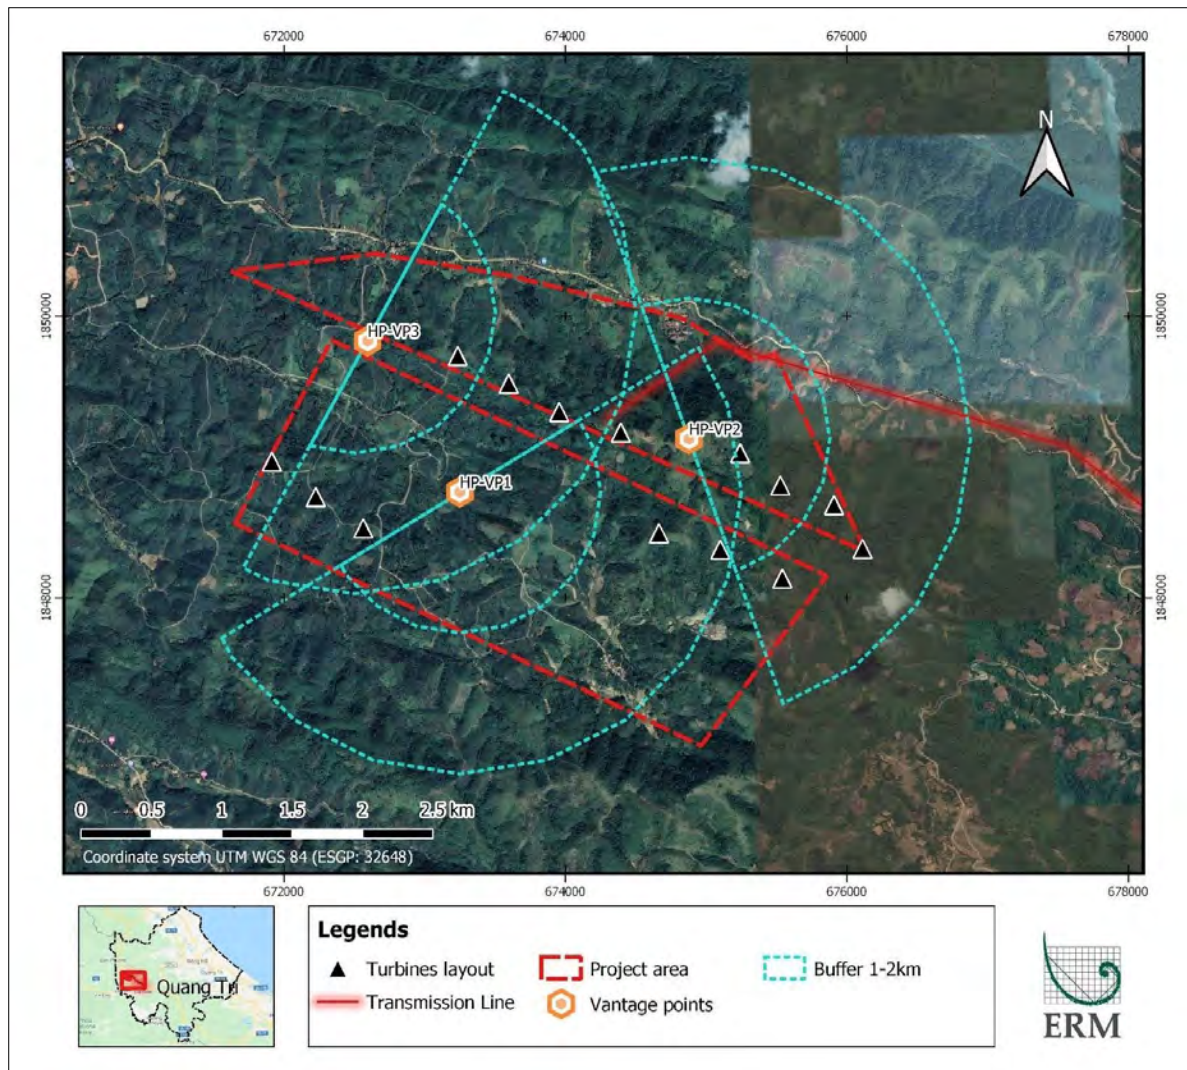 672000 674000 676000 678000
N
1850000 1850000
HP-VP3
HP-VP2
HP-VP1
1848000 1848000
0 0.5 1 1.5 2 2.5 km
Coordinate system UTM WGS 84 (ESGP: 32648)
672000 674000 676000 678000
Legends
Turbines layout
Project area
Buffer 1-2km
Transmission Line
Vantage points
Quang Tri
ERM